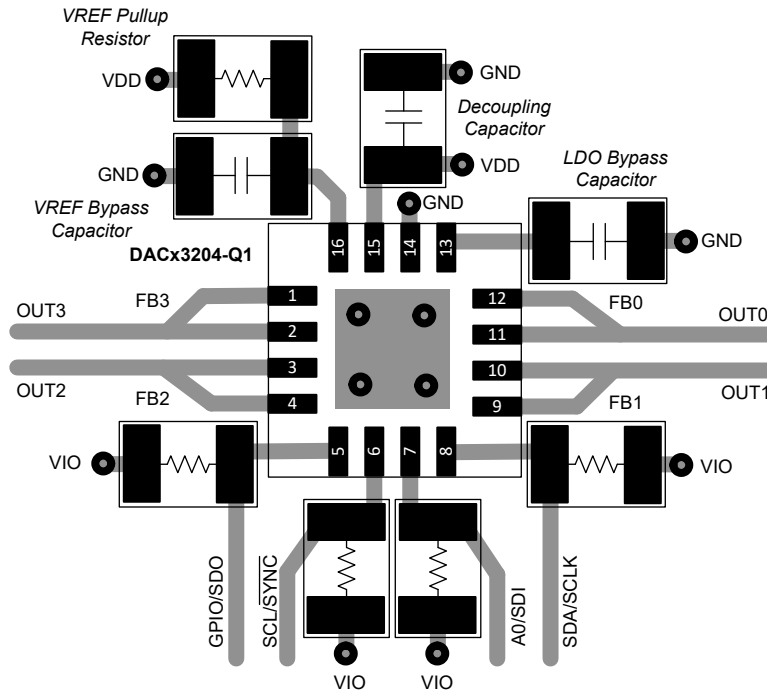 VREF Pullup
Resistor
VDD
GND
Decoupling
Capacitor
VDD
GND
VREF Bypass
Capacitor
GND
LDO Bypass
Capacitor
GND
DACx3204-Q1
16
15
14
13
1
2
3
4
12
11
10
9
5
6
7
8
FB3
OUT3
OUT2
FB2
FB0
OUT0
OUT1
FB1
VIO
VIO
GPIO/SDO
SCL/SYNC
A0/SDI
SDA/SCLK
VIO
VIO